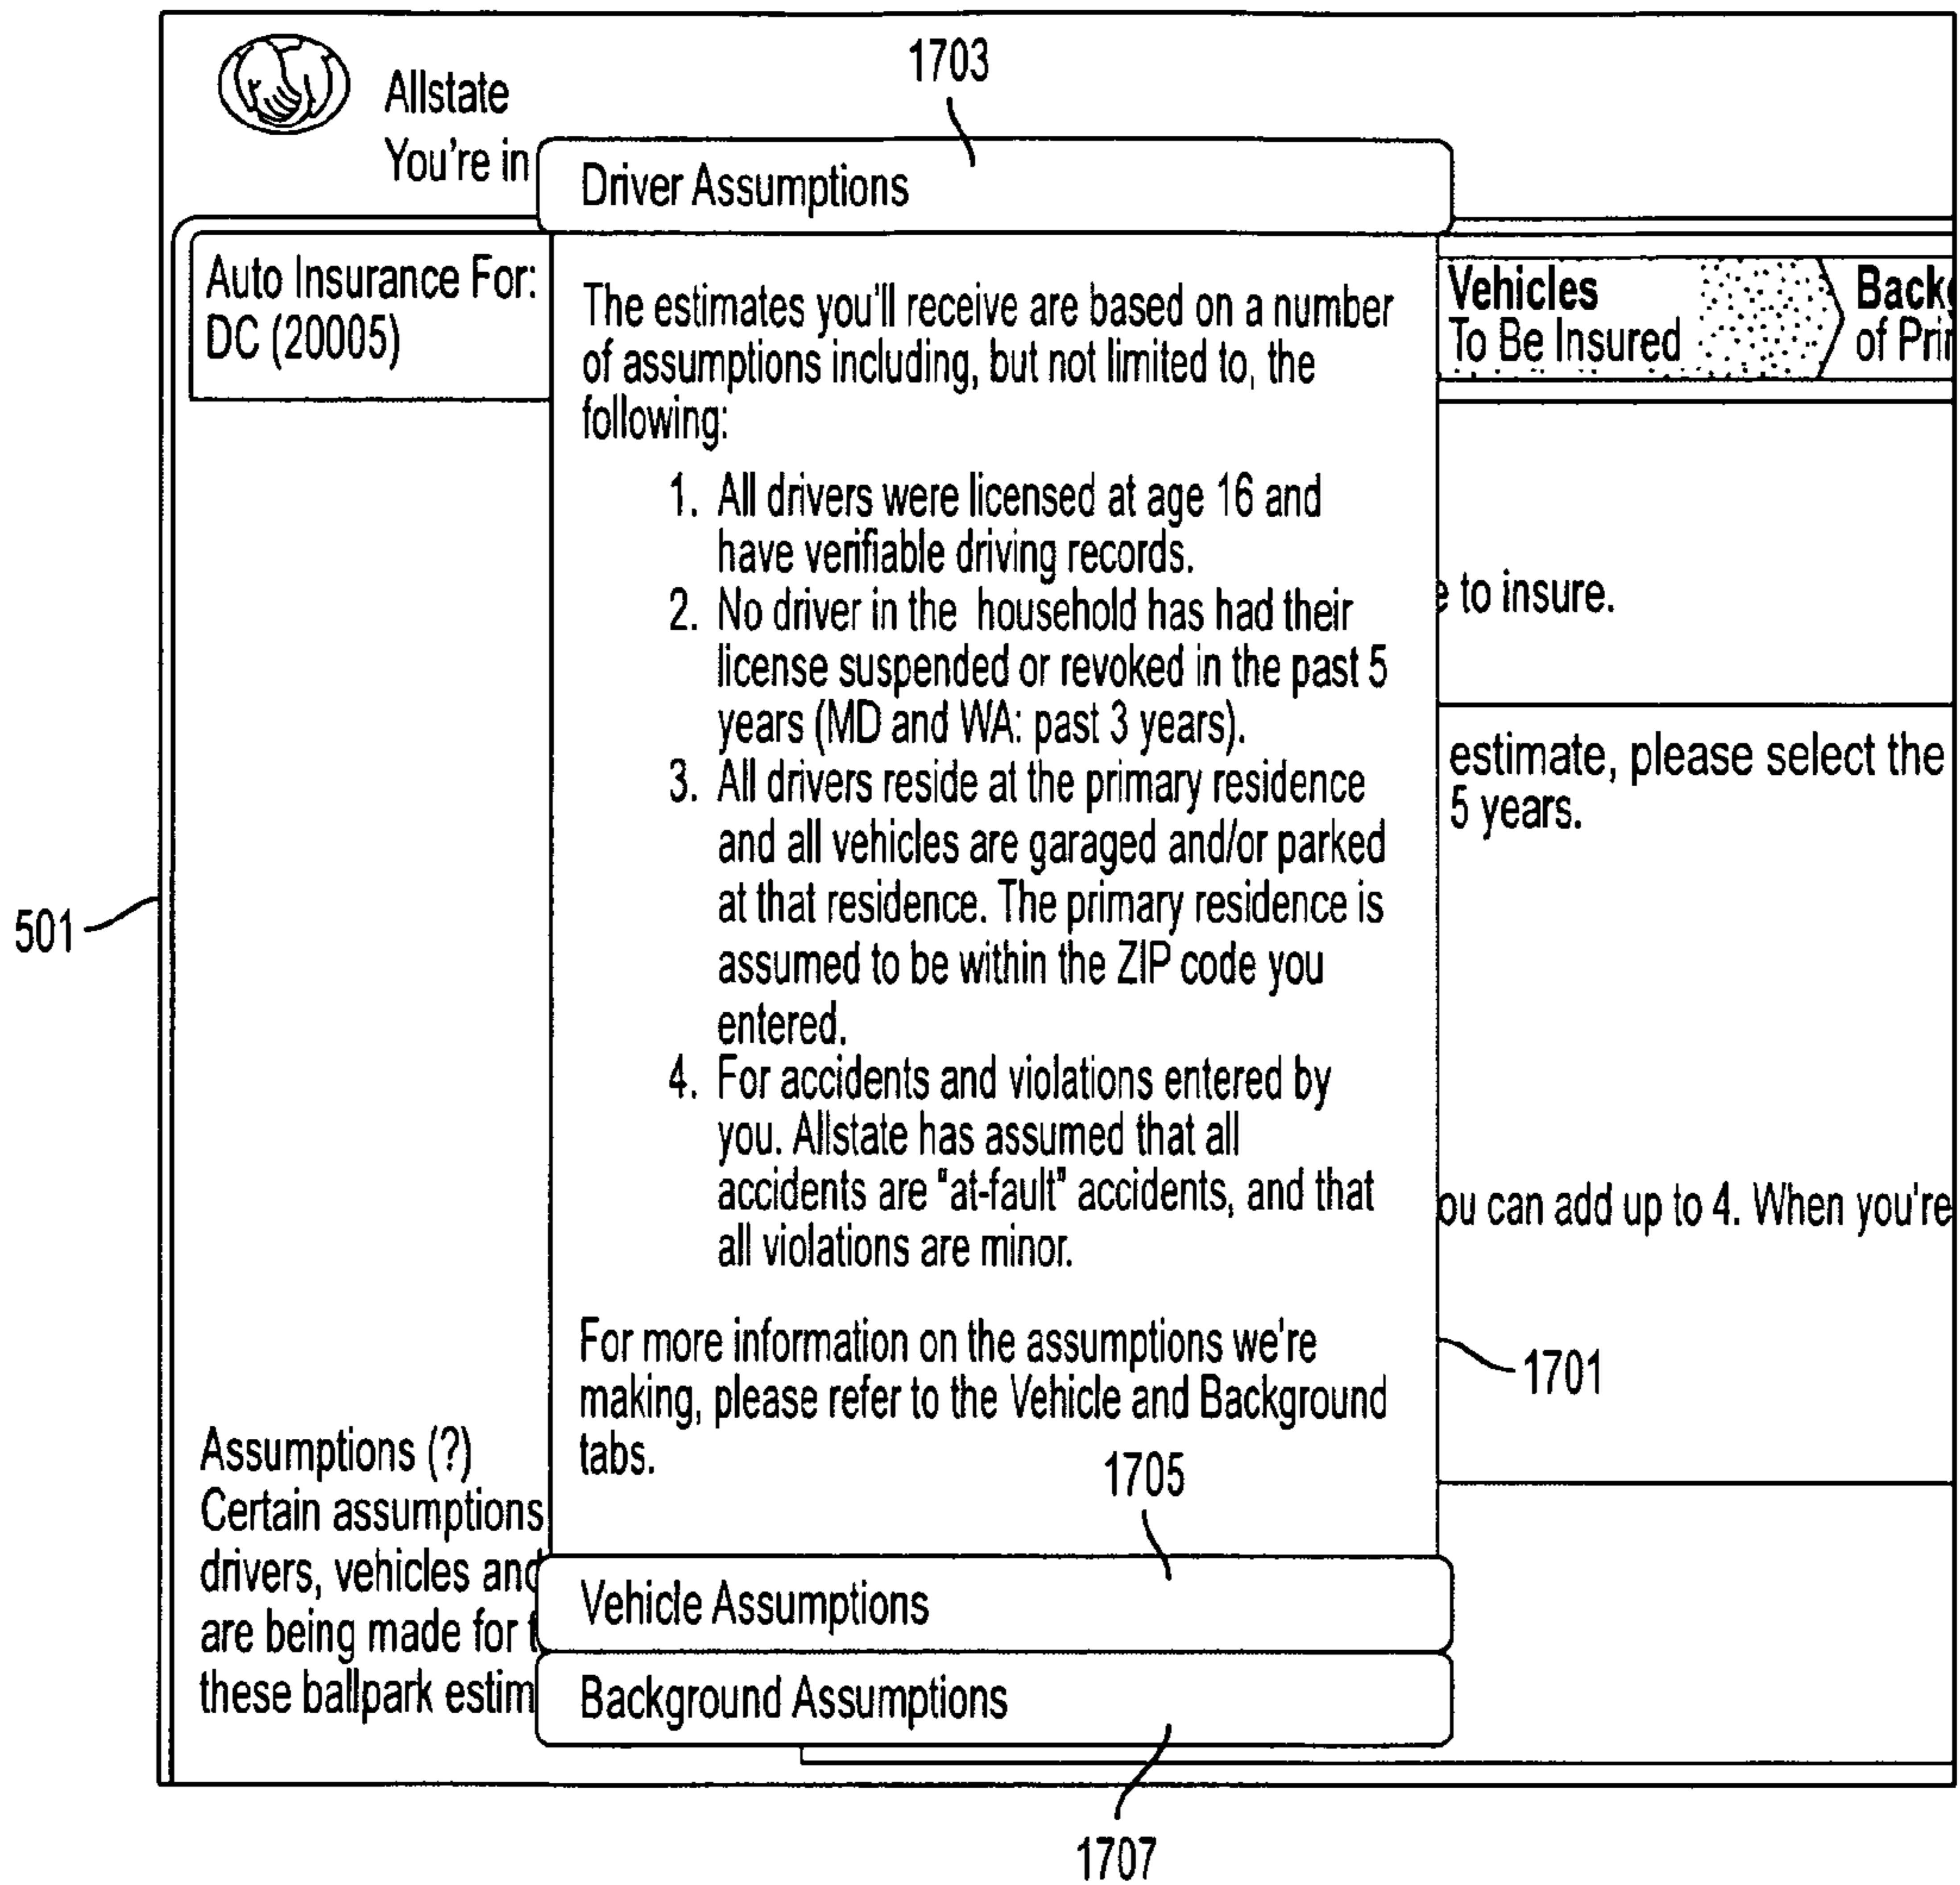 1703
Allstate
You're in
Driver Assumptions
Auto Insurance For:
DC (20005)
The estimates you'll receive are based on a number
of assumptions including, but not limited to, the
following:
1. All drivers were licensed at age 16 and
have verifiable driving records.
2. No driver in the household has had their
license suspended or revoked in the past 5
years (MD and WA: past 3 years).
3. All drivers reside at the primary residence
and all vehicles are garaged and/or parked
at that residence. The primary residence is
assumed to be within the ZIP code you
entered.
4. For accidents and violations entered by
you. Allstate has assumed that all
accidents are "at-fault" accidents, and that
all violations are minor.
For more information on the assumptions we're
making, please refer to the Vehicle and Background
tabs.
1705
Vehicle Assumptions
Background Assumptions
1707
Vehicles
To Be Insured
of
to insure.
estimate, please select the
5 years.
can add up to 4. When you're
1701
501
Assumptions (?)
Certain assumptions
drivers, vehicles and
are being made for
these ballpark